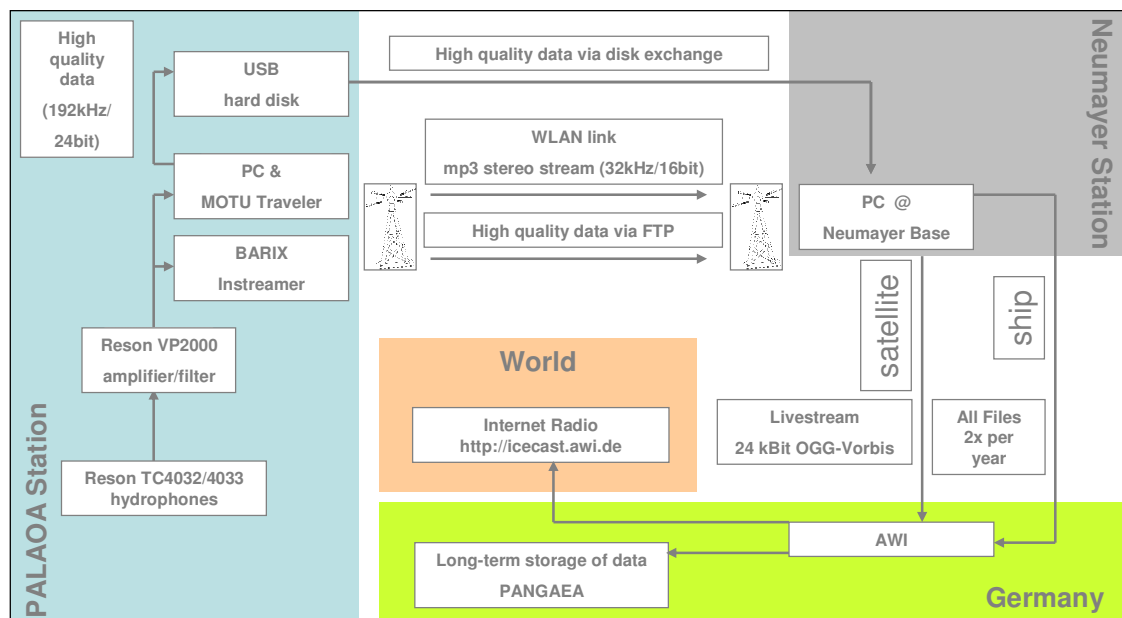 High
quality
data
(192kHz/
24bit)
USB
hard disk
PC &
MOTU Traveler
BARIX
Instreamer
Reson VP2000
amplifier/filter
Reson TC4032/4033
hydrophones
PALAOA Station
High quality data via disk exchange
WLAN link
mp3 stereo stream (32kHz/16bit)
High quality data via FTP
Neumayer Station
PC @
Neumayer Base
satellite
ship
World
Internet Radio
http://icecast.awi.de
Livestream
24 kBit OGG-Vorbis
All Files
2x per
year
AWI
Long-term storage of data
PANGAEA
Germany